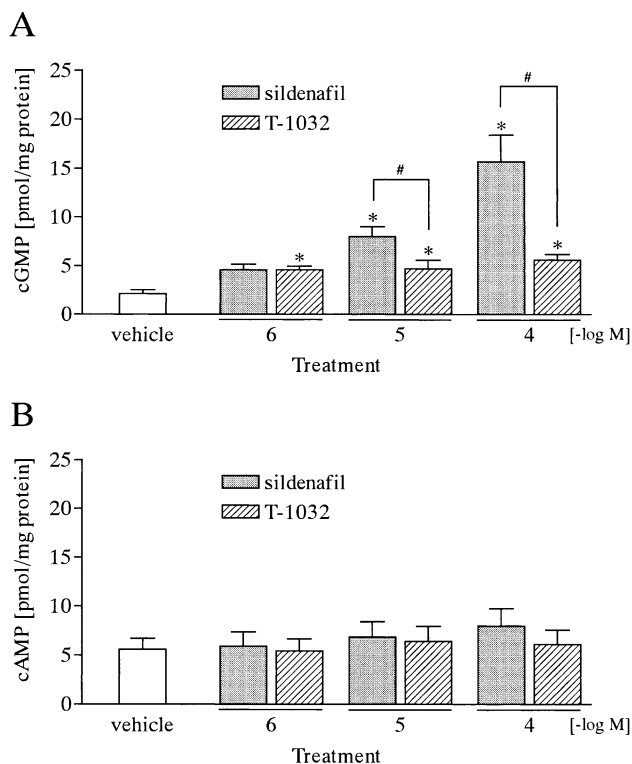 A
cGMP [pmol/mg protein]
25
20
15
10
5
0
sildenafil
T-1032
*
*
*
*
*
#
#
vehicle 6 5 4 [-log M]
Treatment
B
cAMP [pmol/mg protein]
25
20
15
10
5
0
sildenafil
T-1032
vehicle 6 5 4 [-log M]
Treatment